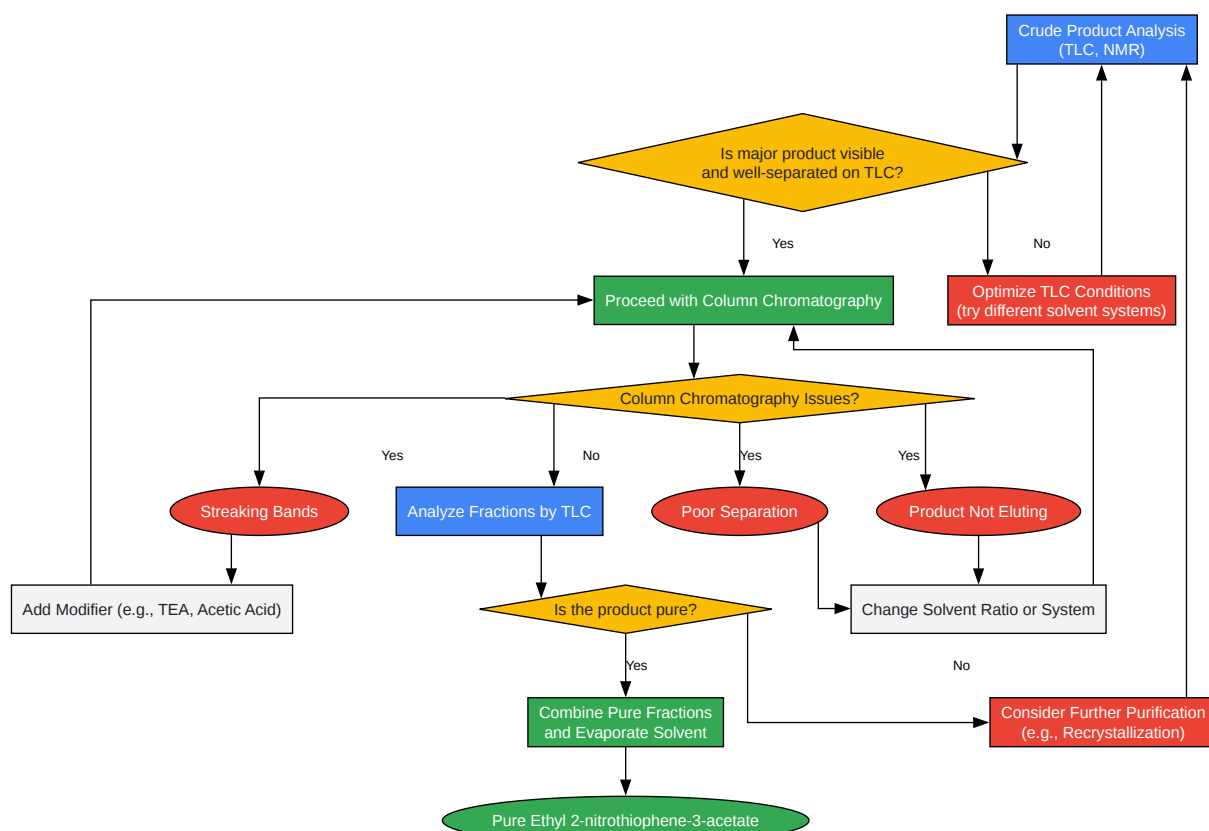 Crude Product Analysis
(TLC, NMR)
Is major product visible
and well-separated on TLC?
Yes
No
Proceed with Column Chromatography
Optimize TLC Conditions
(try different solvent systems)
Column Chromatography Issues?
Yes
No
Yes
Yes
Streaking Bands
Analyze Fractions by TLC
Poor Separation
Product Not Eluting
Add Modifier (e.g., TEA, Acetic Acid)
Is the product pure?
Change Solvent Ratio or System
Yes
No
Combine Pure Fractions
and Evaporate Solvent
Consider Further Purification
(e.g., Recrystallization)
Pure Ethyl 2-nitrothiophene-3-acetate